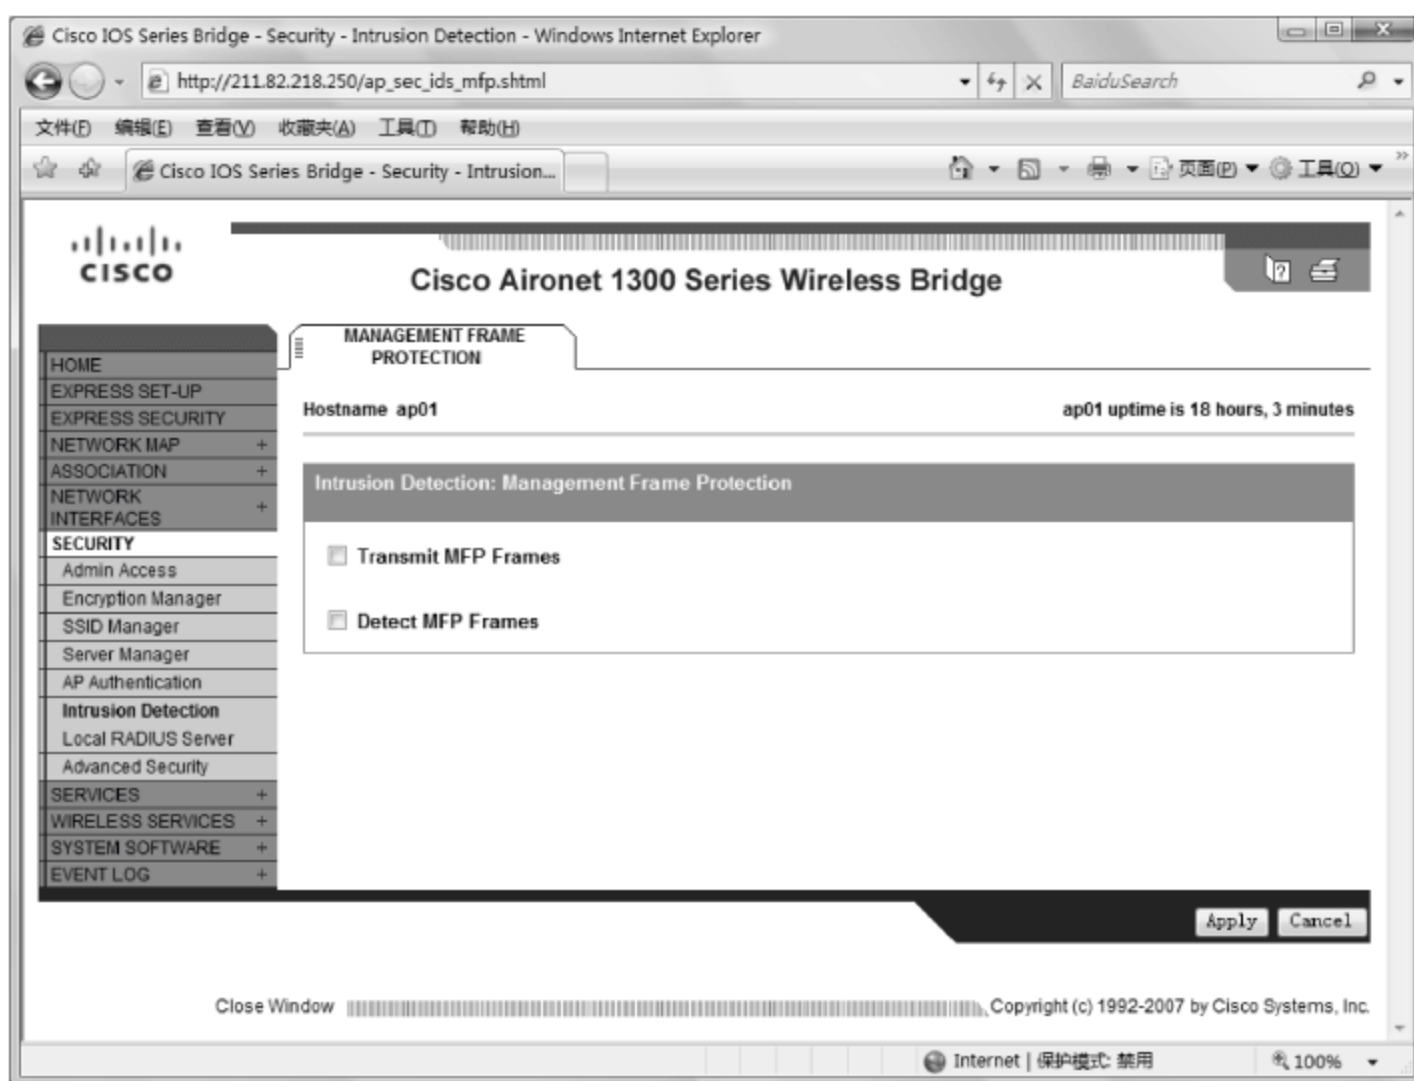 Cisco IOS Series Bridge - Security - Intrusion Detection - Windows Internet Explorer
http://211.82.218.250/ap_sec_ids_mfp.shtml
BaiduSearch
文件(F) 编辑(E) 查看(V) 收藏夹(A) 工具(T) 帮助(H)
Cisco IOS Series Bridge - Security - Intrusion...
页面(P) 工具(O)
CISCO
Cisco Aironet 1300 Series Wireless Bridge
MANAGEMENT FRAME
PROTECTION
HOME
EXPRESS SET-UP
EXPRESS SECURITY
NETWORK MAP +
ASSOCIATION +
NETWORK
INTERFACES +
SECURITY
Admin Access
Encryption Manager
SSID Manager
Server Manager
AP Authentication
Intrusion Detection
Local RADIUS Server
Advanced Security
SERVICES +
WIRELESS SERVICES +
SYSTEM SOFTWARE +
EVENT LOG +
Hostname ap01
ap01 uptime is 18 hours, 3 minutes
Intrusion Detection: Management Frame Protection
Transmit MFP Frames
Detect MFP Frames
Apply Cancel
Close Window
Copyright (c) 1992-2007 by Cisco Systems, Inc.
Internet | 保护模式: 禁用
100%